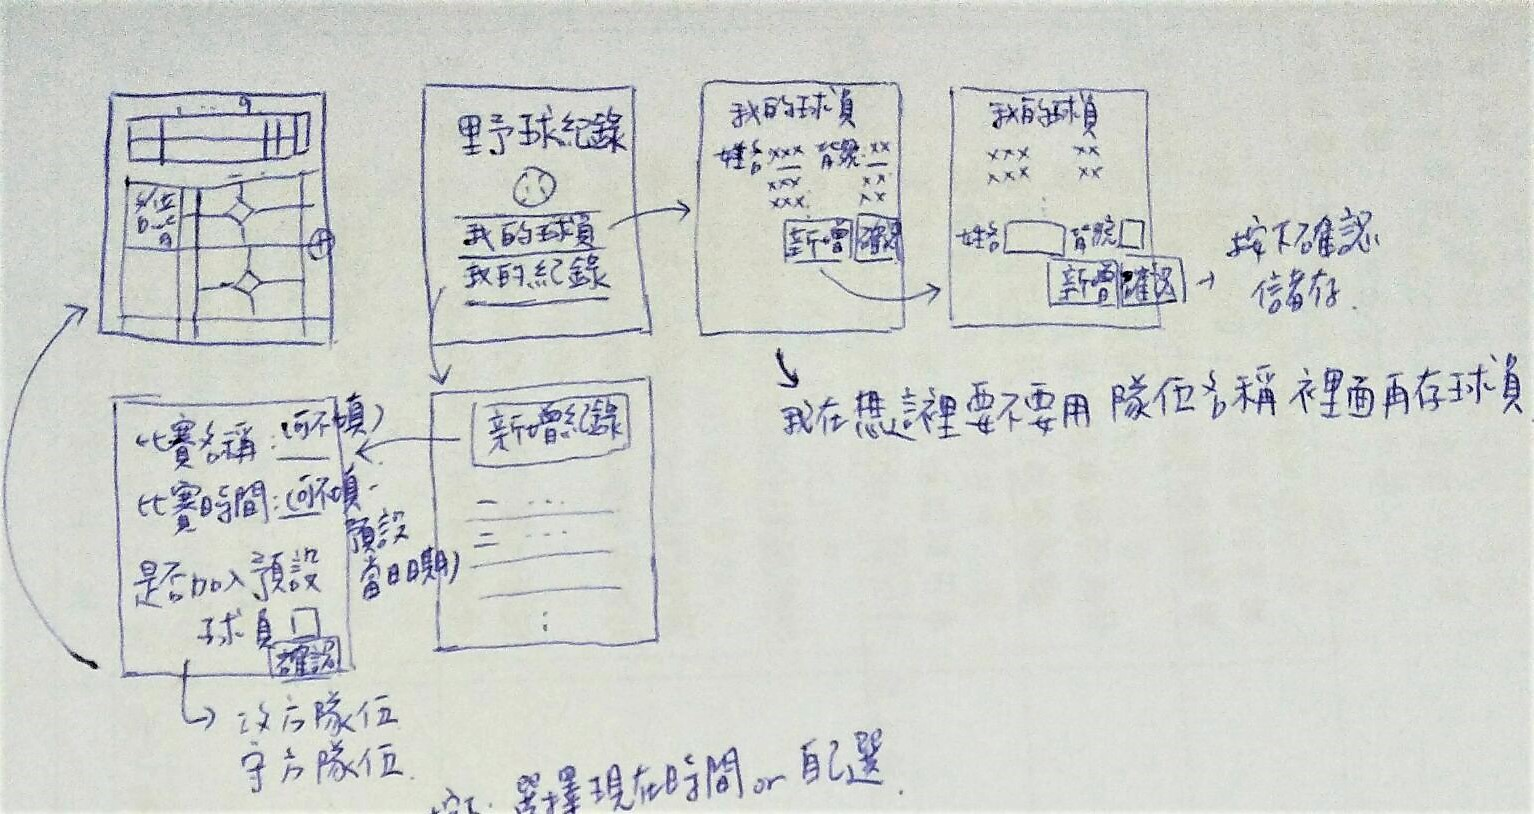 1 ... 9
野球紀錄
我的球員
我的紀錄
我的球員
姓名 xxx 背號: xx
xxx xx
xxx xx
新增 確認
我的球員
xxx xx
xxx xx
姓名 背號
新增 確認
按下確認
儲存.
我在想說裡要不要用 隊伍名稱 裡面再存球員
新增紀錄
一 ...
二 ...
比賽名稱:(可不填)
比賽時間:(可不填.
預設
當日日期)
是否加入預設
球員
確認
攻方隊伍
守方隊伍.
選擇現在時間 or 自己選.